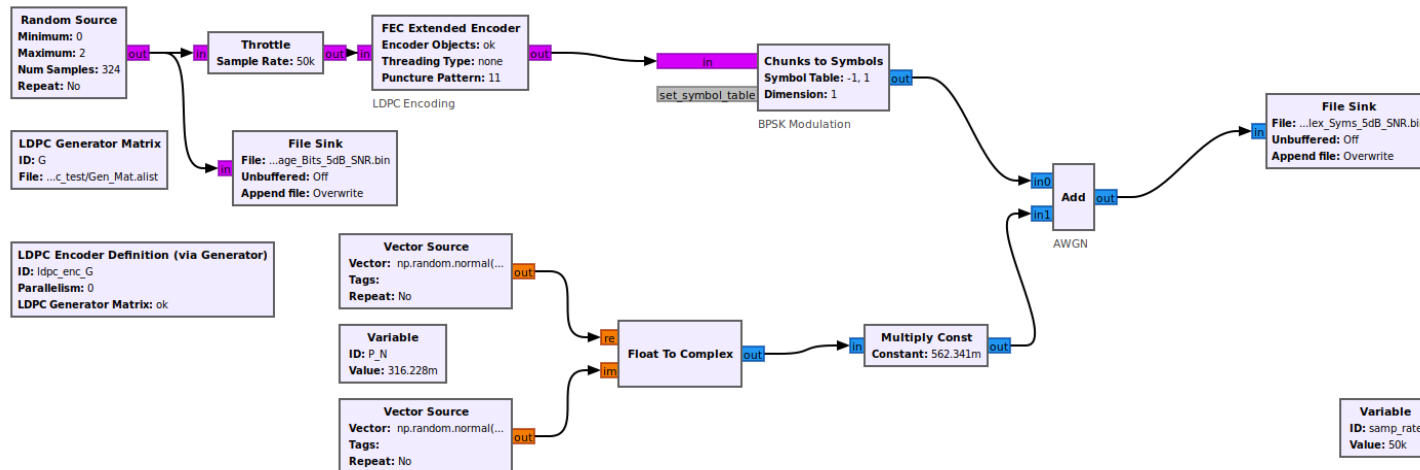 Random Source
Minimum: 0
Maximum: 2
Num Samples: 324
Repeat: No
out
in
Throttle
Sample Rate: 50k
out
in
FEC Extended Encoder
Encoder Objects: ok
Threading Type: none
Puncture Pattern: 11
out
LDPC Encoding
in
set_symbol_table
Chunks to Symbols
Symbol Table: -1, 1
Dimension: 1
out
BPSK Modulation
in
File Sink
File: ...lex_Syms_5dB_SNR.bi
Unbuffered: Off
Append file: Overwrite
LDPC Generator Matrix
ID: G
File: ...c_test/Gen_Mat.alist
in
File Sink
File: ...age_Bits_5dB_SNR.bin
Unbuffered: Off
Append file: Overwrite
in0
in1
Add
out
AWGN
LDPC Encoder Definition (via Generator)
ID: ldpc_enc_G
Parallelism: 0
LDPC Generator Matrix: ok
Vector Source
Vector: np.random.normal(...
Tags:
Repeat: No
out
Variable
ID: P_N
Value: 316.228m
re
im
Float To Complex
out
in
Multiply Const
Constant: 562.341m
out
Vector Source
Vector: np.random.normal(...
Tags:
Repeat: No
out
Variable
ID: samp_rate
Value: 50k